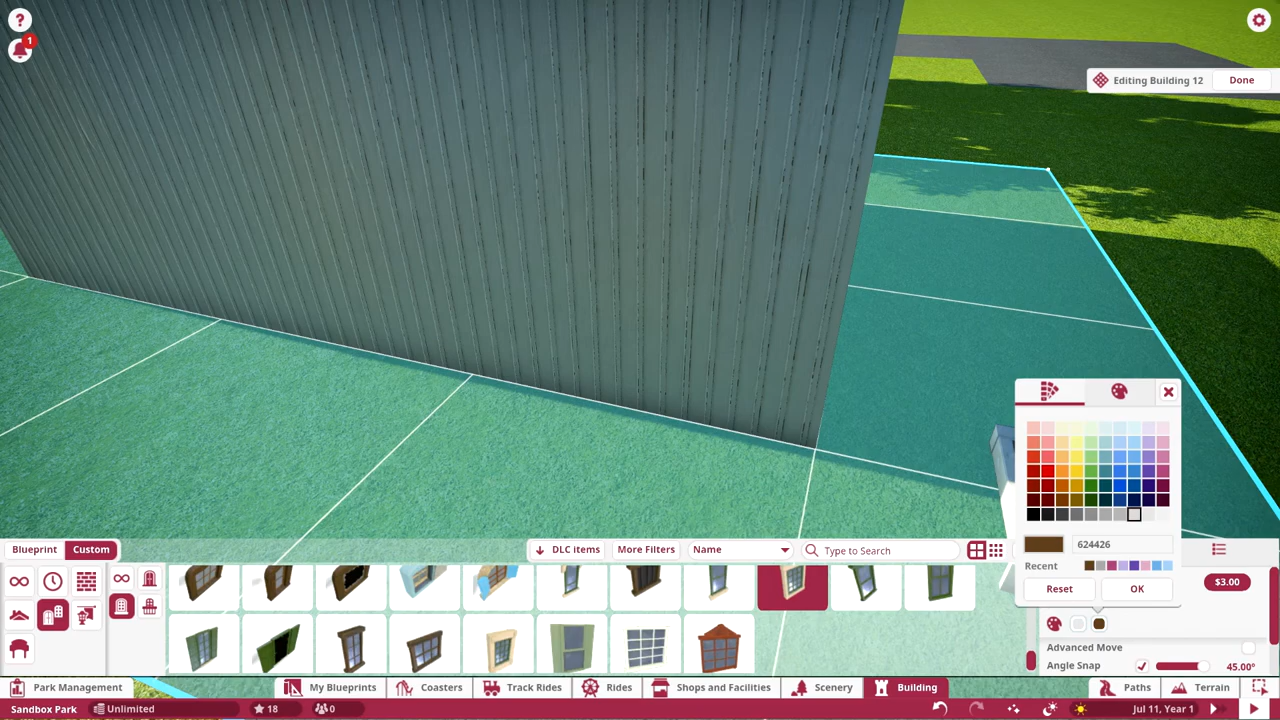 ?
1
Editing Building 12 Done
Blueprint Custom DLC items More Filters Name Type to Search
624426
Recent
Reset OK
$3.00
Advanced Move
Angle Snap 45.00°
Park Management My Blueprints Coasters Track Rides Rides Shops and Facilities Scenery Building Paths Terrain
Sandbox Park Unlimited 18 0 Jul 11, Year 1